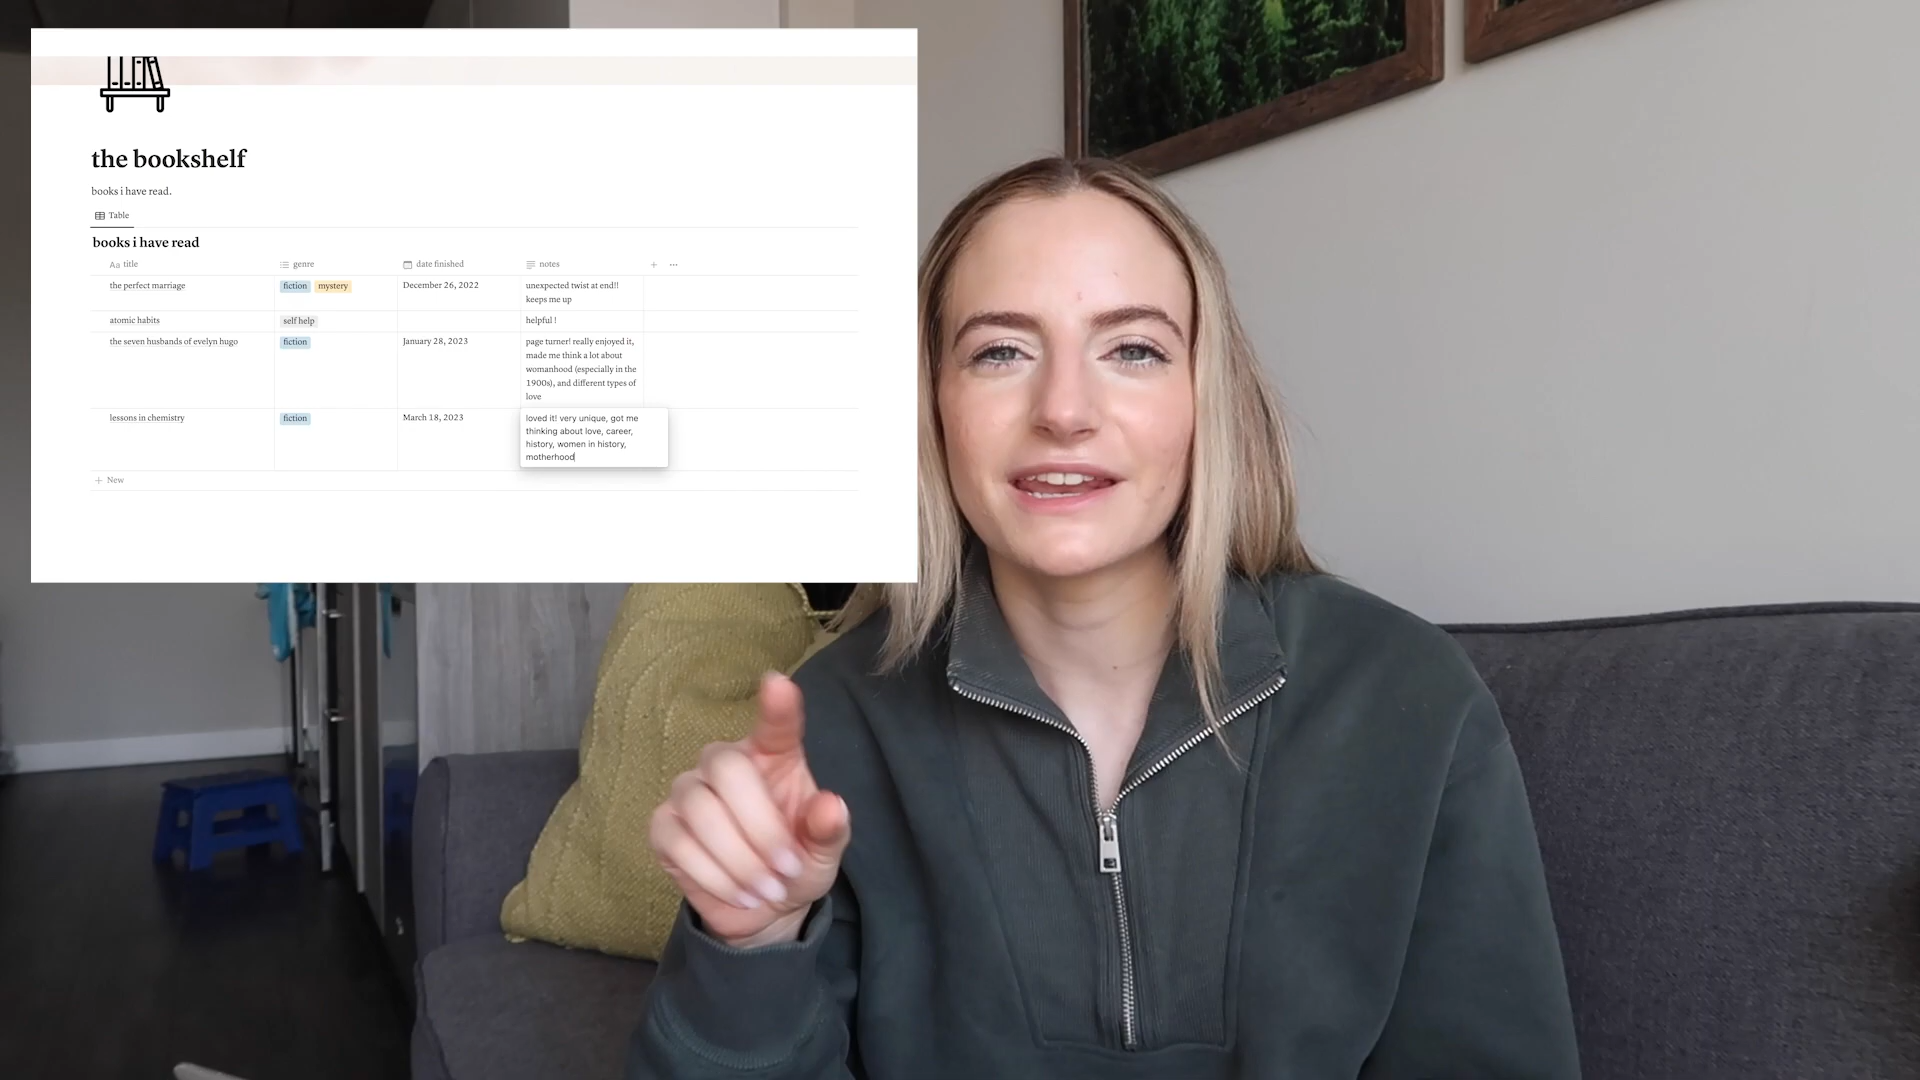 the bookshelf
books i have read.
Table
books i have read
Aa title genre date finished notes + ...
the perfect marriage fiction mystery December 26, 2022 unexpected twist at end!!
keeps me up
atomic habits self help helpful !
the seven husbands of evelyn hugo fiction January 28, 2023 page turner! really enjoyed it,
made me think a lot about
womanhood (especially in the
1900s), and different types of
love
lessons in chemistry fiction March 18, 2023 loved it! very unique, got me
thinking about love, career,
history, women in history,
motherhood
+ New